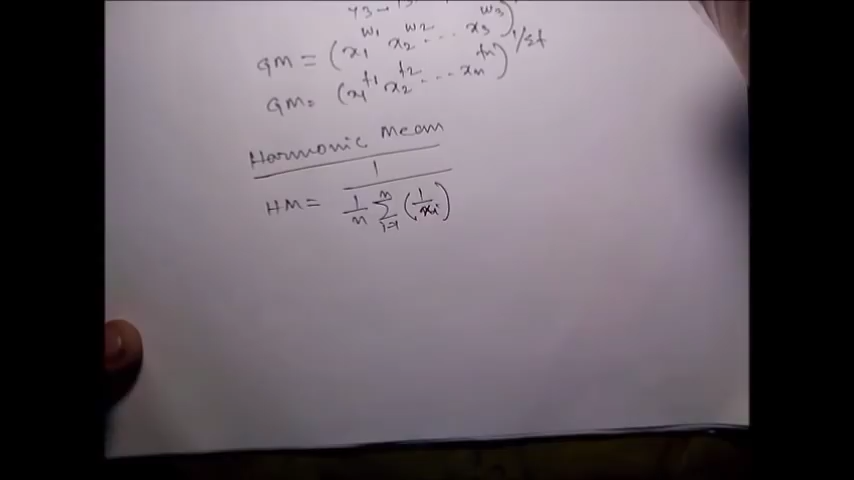 GM = (x₁^w₁ x₂^w₂ ... x₃^w₃)
GM = (x₁^f₁ x₂^f₂ ... xₙ^fₙ)^1/Σf
Harmonic Mean
HM = 1 / (1/n Σ_{i=1}^{n} (1/xᵢ))